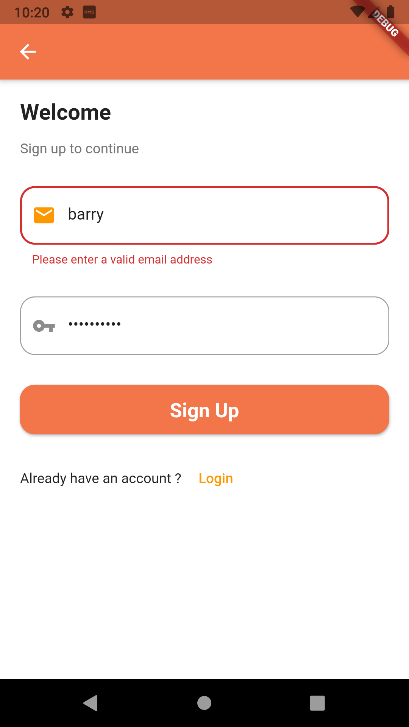 10:20
DEBUG
Welcome
Sign up to continue
barry
Please enter a valid email address
••••••••••
Sign Up
Already have an account ? Login